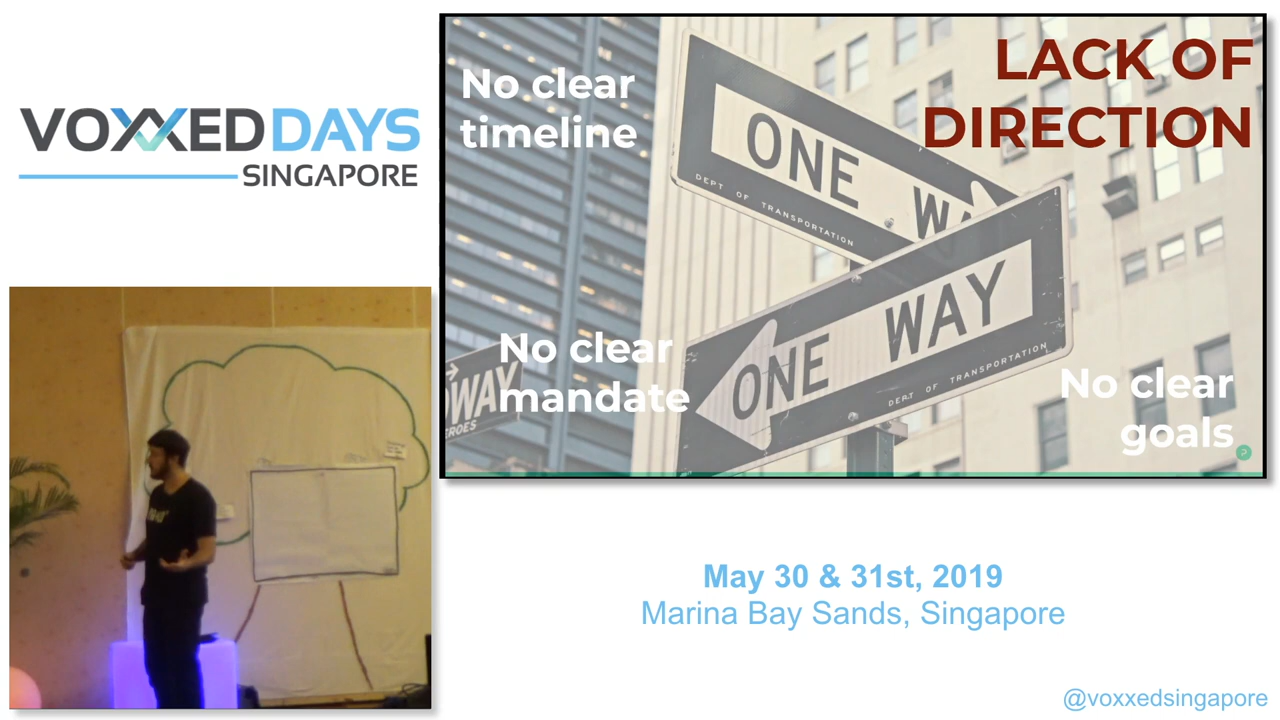 VOXXED DAYS
SINGAPORE
LACK OF
DIRECTION
No clear
timeline
ONE WA
DEPT OF TRANSPORTATION
ONE WAY
DEPT OF TRANSPORTATION
No clear
mandate
No clear
goals
May 30 & 31st, 2019
Marina Bay Sands, Singapore
@voxxedsingapore